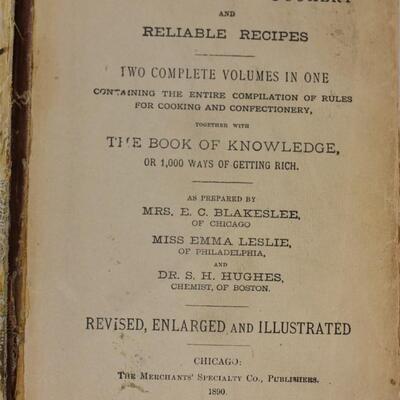 AND
RELIABLE RECIPES
TWO COMPLETE VOLUMES IN ONE
CONTAINING THE ENTIRE COMPILATION OF RULES
FOR COOKING AND CONFECTIONERY,
TOGETHER WITH
THE BOOK OF KNOWLEDGE,
OR 1,000 WAYS OF GETTING RICH.
AS PREPARED BY
MRS. E. C. BLAKESLEE,
OF CHICAGO
MISS EMMA LESLIE,
OF PHILADELPHIA,
AND
DR. S. H. HUGHES,
CHEMIST, OF BOSTON.
REVISED, ENLARGED AND ILLUSTRATED
CHICAGO:
THE MERCHANTS' SPECIALTY CO., PUBLISHERS.
1890.